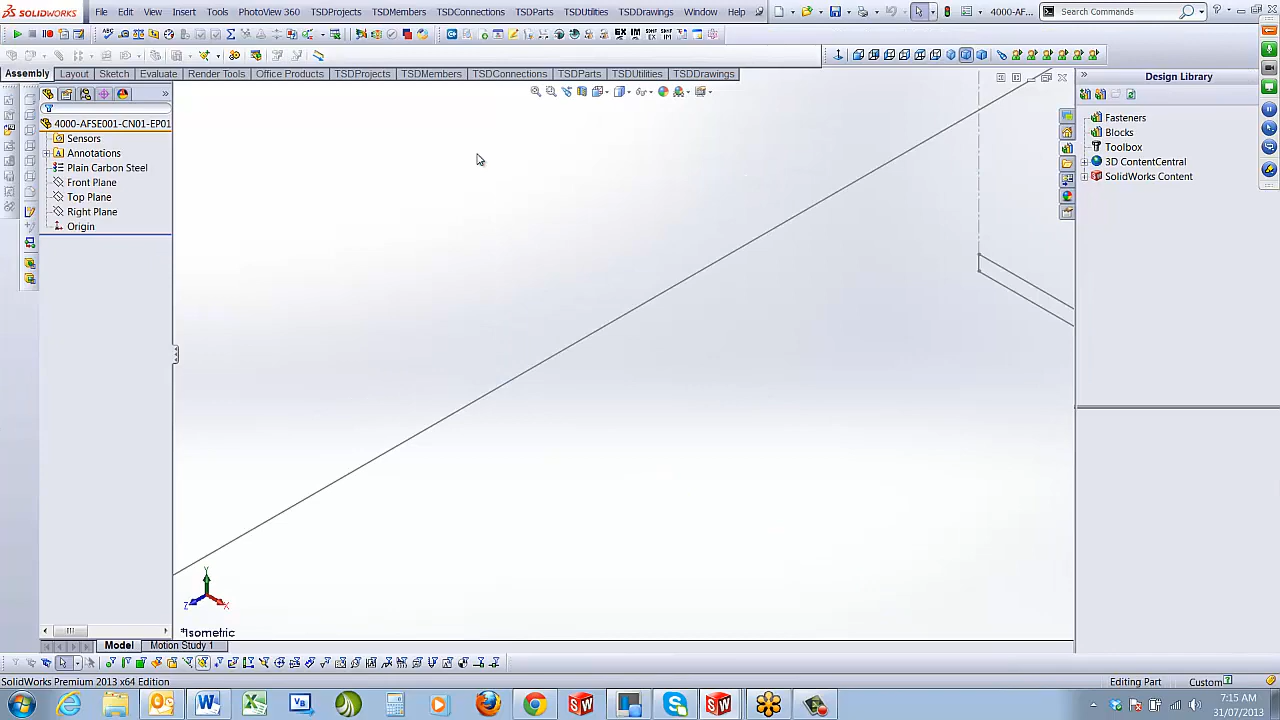 SOLIDWORKS File Edit View Insert Tools PhotoView 360 TSDProjects TSDMembers TSDConnections TSDParts TSDUtilities TSDDrawings Window Help 4000-AF... Search Commands
Assembly Layout Sketch Evaluate Render Tools Office Products TSDProjects TSDMembers TSDConnections TSDParts TSDUtilities TSDDrawings
Design Library
4000-AFSE001-CN01-EP01
Sensors
Annotations
Plain Carbon Steel
Front Plane
Top Plane
Right Plane
Origin
Fasteners
Blocks
Toolbox
3D ContentCentral
SolidWorks Content
Y
Z
X
*Isometric
Model Motion Study 1
SolidWorks Premium 2013 x64 Edition Editing Part Custom
7:15 AM
31/07/2013